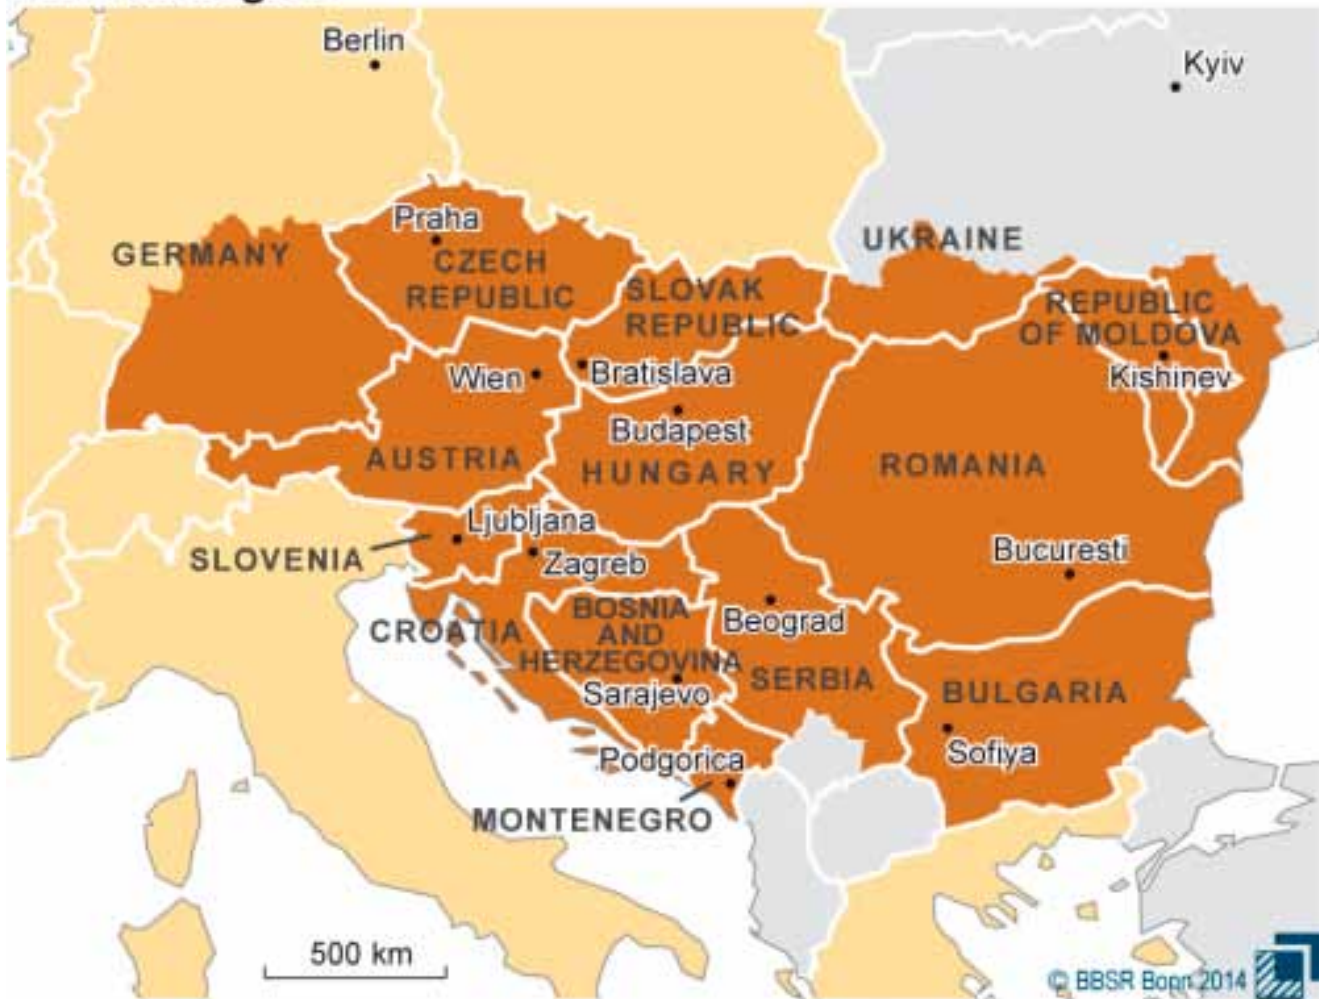 Berlin
Kyiv
Praha
GERMANY
UKRAINE
CZECH
REPUBLIC
SLOVAK
REPUBLIC
REPUBLIC
OF MOLDOVA
Kishinev
Wien
Bratislava
Budapest
AUSTRIA
HUNGARY
ROMANIA
Ljubljana
SLOVENIA
Zagreb
Bucuresti
CROATIA
BOSNIA
AND
HERZEGOVINA
Sarajevo
Beograd
SERBIA
BULGARIA
Sofiya
Podgorica
MONTENEGRO
500 km
© BBSR Bonn 2014